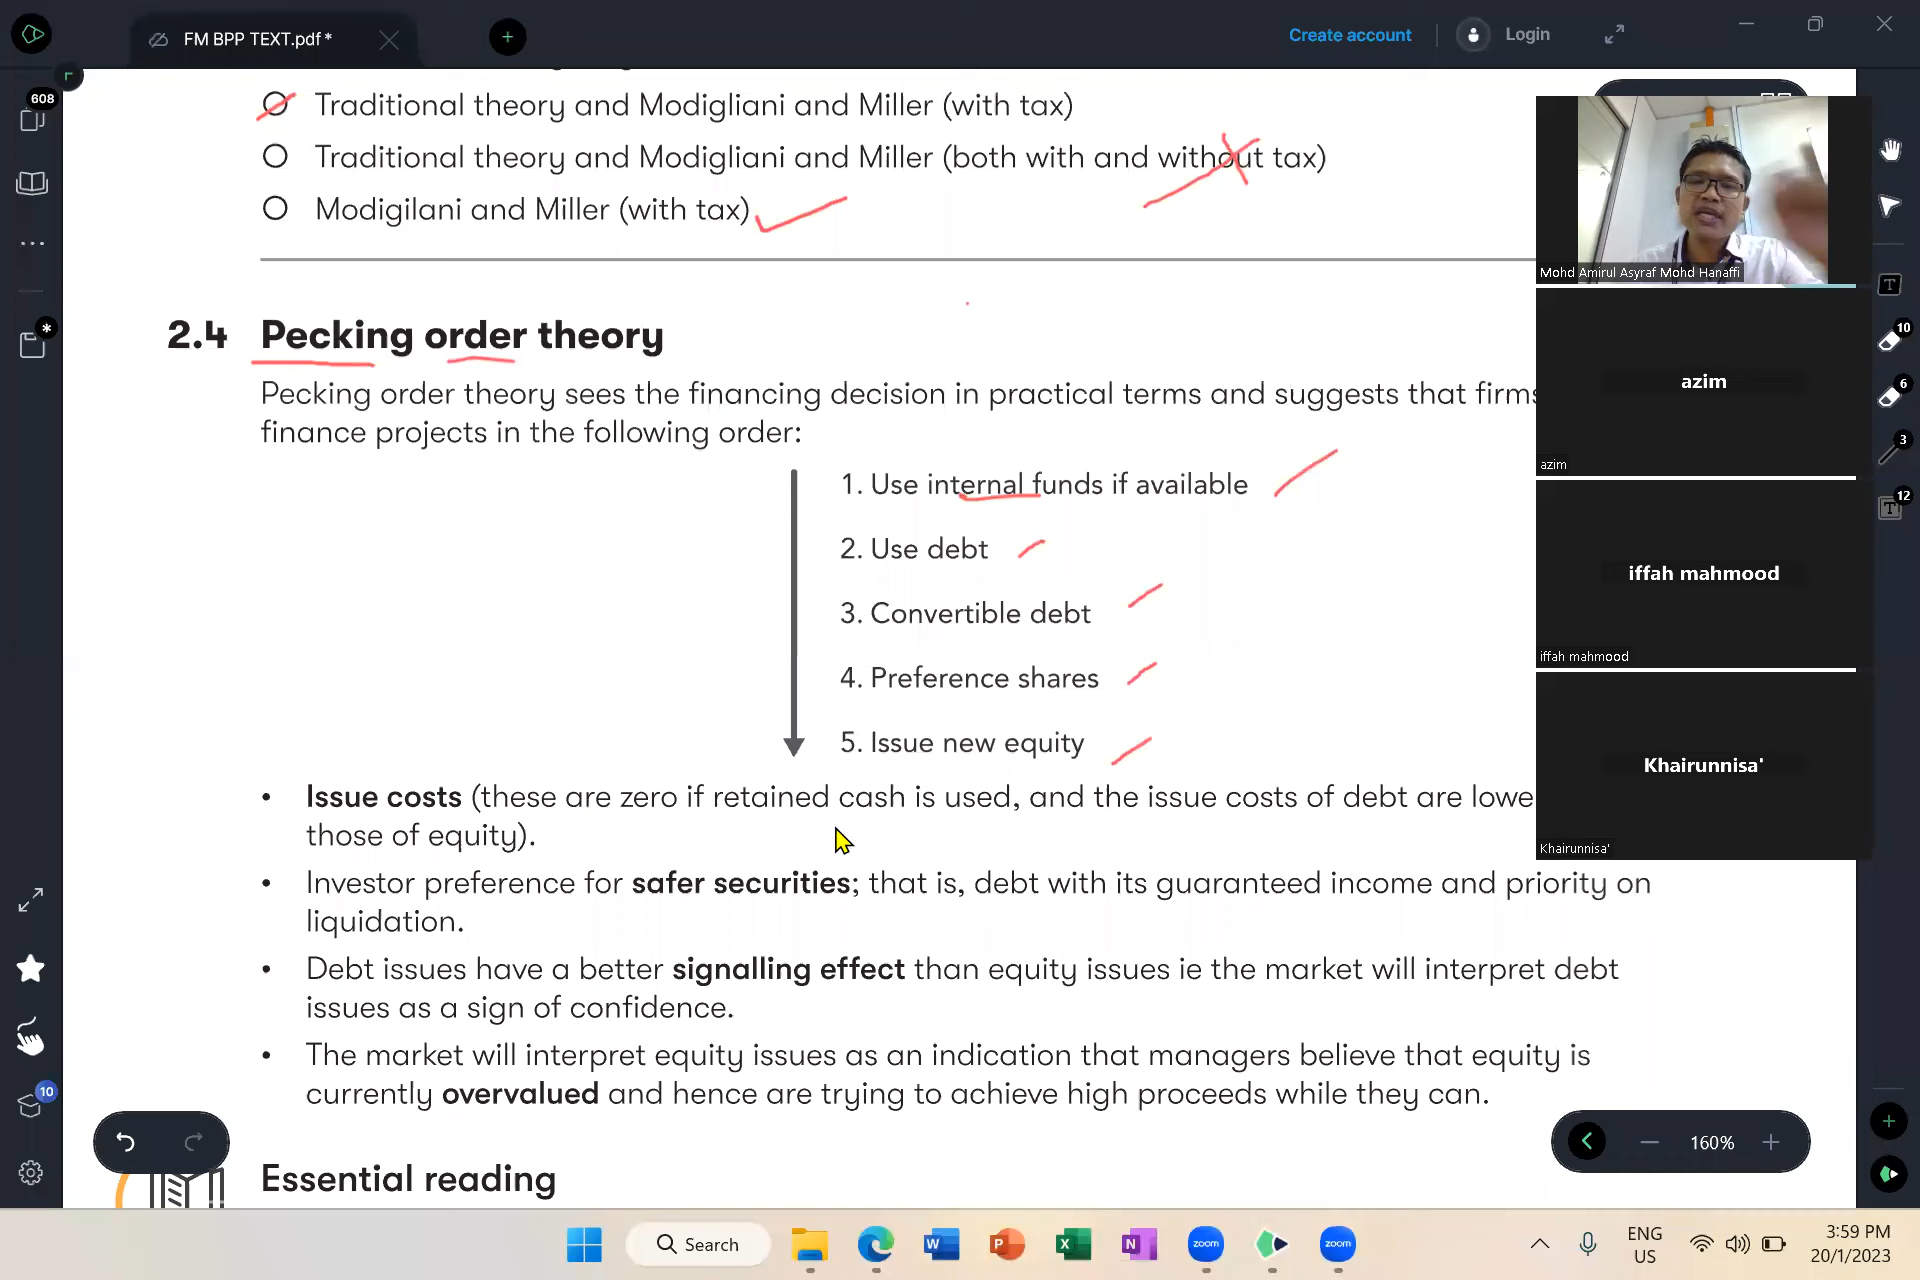 FM BPP TEXT.pdf *
Create account
Login
608
Traditional theory and Modigliani and Miller (with tax)
Traditional theory and Modigliani and Miller (both with and without tax)
Modigilani and Miller (with tax)
Mohd Amirul Asyraf Mohd Hanaffi
2.4 Pecking order theory
Pecking order theory sees the financing decision in practical terms and suggests that firms
finance projects in the following order:
1. Use internal funds if available
2. Use debt
3. Convertible debt
4. Preference shares
5. Issue new equity
• Issue costs (these are zero if retained cash is used, and the issue costs of debt are lowe
those of equity).
• Investor preference for safer securities; that is, debt with its guaranteed income and priority on
liquidation.
• Debt issues have a better signalling effect than equity issues ie the market will interpret debt
issues as a sign of confidence.
• The market will interpret equity issues as an indication that managers believe that equity is
currently overvalued and hence are trying to achieve high proceeds while they can.
Essential reading
azim
azim
iffah mahmood
iffah mahmood
Khairunnisa'
Khairunnisa'
10
6
3
12
T
T
10
160%
Search
W
P
X
N
zoom
zoom
ENG
US
3:59 PM
20/1/2023